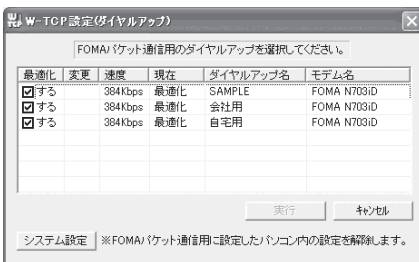 W-TCP設定(ダイヤルアップ)
FOMAパケット通信用のダイヤルアップを選択してください。
最適化 変更 速度 現在 ダイヤルアップ名 モデム名
する 384Kbps 最適化 SAMPLE FOMA N703iD
する 384Kbps 最適化 会社用 FOMA N703iD
する 384Kbps 最適化 自宅用 FOMA N703iD
実行 キャンセル
システム設定 ※FOMAパケット通信用に設定したパソコン内の設定を解除します。